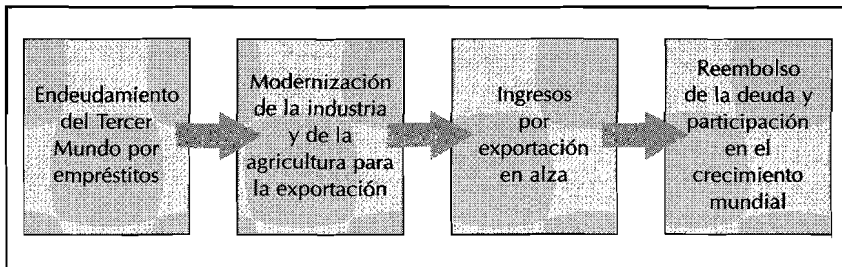 Endeudamiento
del Tercer
Mundo por
empréstitos
Modernización
de la industria
y de la
agricultura para
la exportación
Ingresos
por
exportación
en alza
Reembolso
de la deuda y
participación
en el
crecimiento
mundial